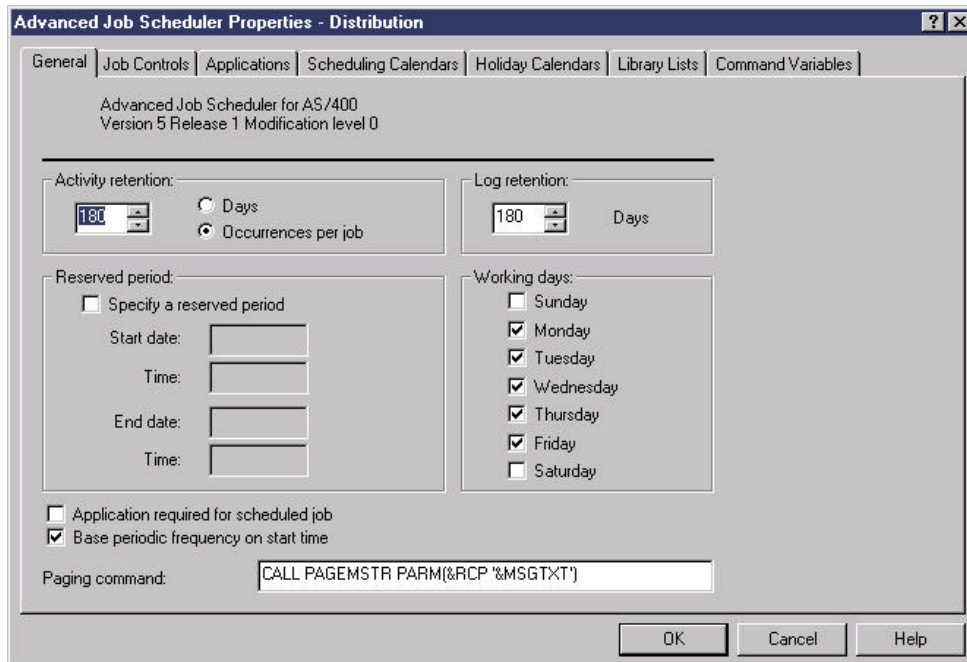 Advanced Job Scheduler Properties - Distribution
General Job Controls Applications Scheduling Calendars Holiday Calendars Library Lists Command Variables
Advanced Job Scheduler for AS/400
Version 5 Release 1 Modification level 0
Activity retention:
180
Days
Occurrences per job
Log retention:
180 Days
Reserved period:
Specify a reserved period
Start date:
Time:
End date:
Time:
Working days:
Sunday
Monday
Tuesday
Wednesday
Thursday
Friday
Saturday
Application required for scheduled job
Base periodic frequency on start time
Paging command: CALL PAGEMSTR PARM(&RCP '&MSGTXT')
OK Cancel Help